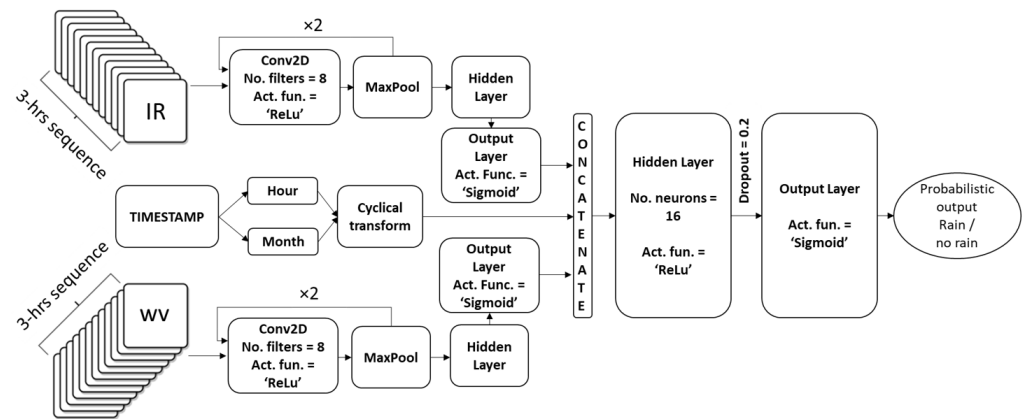 ×2
Conv2D
No. filters = 8
Act. fun. =
‘ReLu’
MaxPool
Hidden
Layer
IR
3-hrs sequence
Output
Layer
Act. Func. =
‘Sigmoid’
TIMESTAMP
Hour
Month
Cyclical
transform
Output
Layer
Act. Func. =
‘Sigmoid’
3-hrs sequence
WV
×2
Conv2D
No. filters = 8
Act. fun. =
‘ReLu’
MaxPool
Hidden
Layer
CONCATENATE
Hidden Layer
No. neurons =
16
Act. fun. =
‘ReLu’
Dropout = 0.2
Output Layer
Act. fun. =
‘Sigmoid’
Probabilistic
output
Rain /
no rain